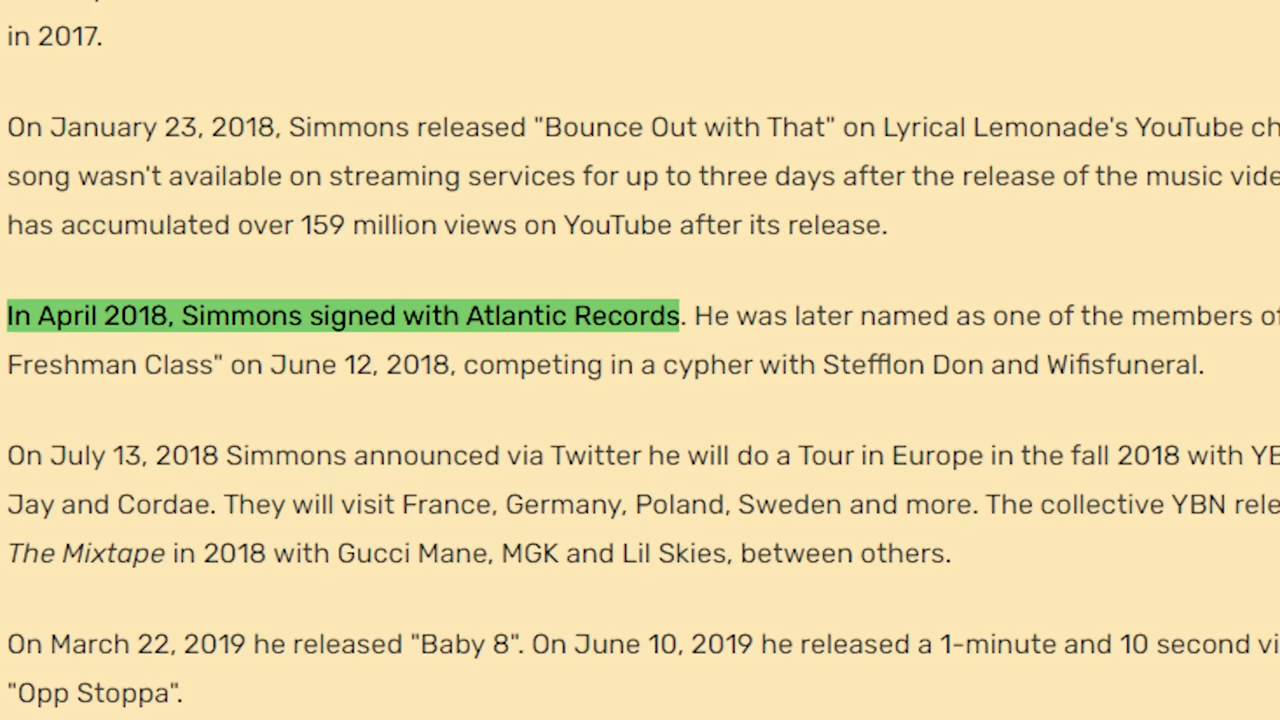 in 2017.
On January 23, 2018, Simmons released "Bounce Out with That" on Lyrical Lemonade's YouTube ch
song wasn't available on streaming services for up to three days after the release of the music vide
has accumulated over 159 million views on YouTube after its release.
In April 2018, Simmons signed with Atlantic Records. He was later named as one of the members of
Freshman Class" on June 12, 2018, competing in a cypher with Stefflon Don and Wifisfuneral.
On July 13, 2018 Simmons announced via Twitter he will do a Tour in Europe in the fall 2018 with YB
Jay and Cordae. They will visit France, Germany, Poland, Sweden and more. The collective YBN rele
The Mixtape in 2018 with Gucci Mane, MGK and Lil Skies, between others.
On March 22, 2019 he released "Baby 8". On June 10, 2019 he released a 1-minute and 10 second vi
"Opp Stoppa".